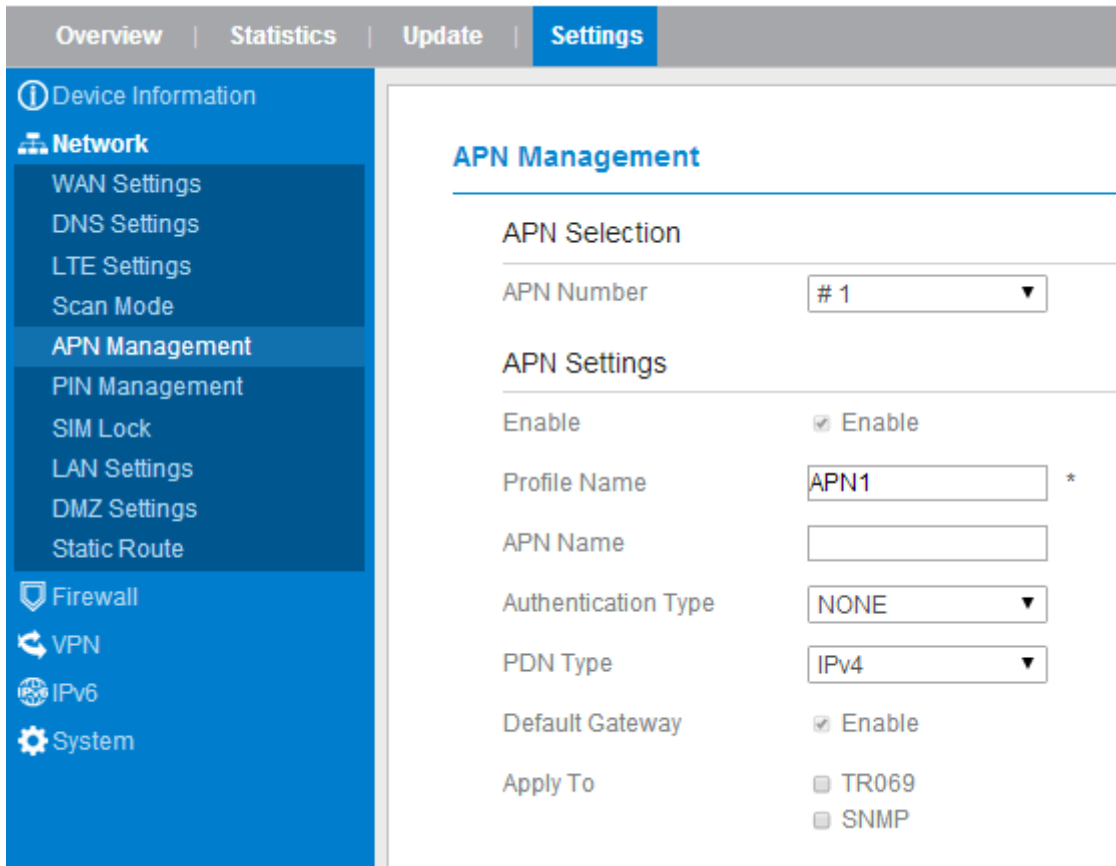 Overview | Statistics | Update | Settings
Device Information
Network
WAN Settings
DNS Settings
LTE Settings
Scan Mode
APN Management
PIN Management
SIM Lock
LAN Settings
DMZ Settings
Static Route
Firewall
VPN
IPv6
IPv6
System
APN Management
APN Selection
APN Number # 1
APN Settings
Enable Enable
Profile Name APN1 *
APN Name
Authentication Type NONE
PDN Type IPv4
Default Gateway Enable
Apply To TR069
SNMP